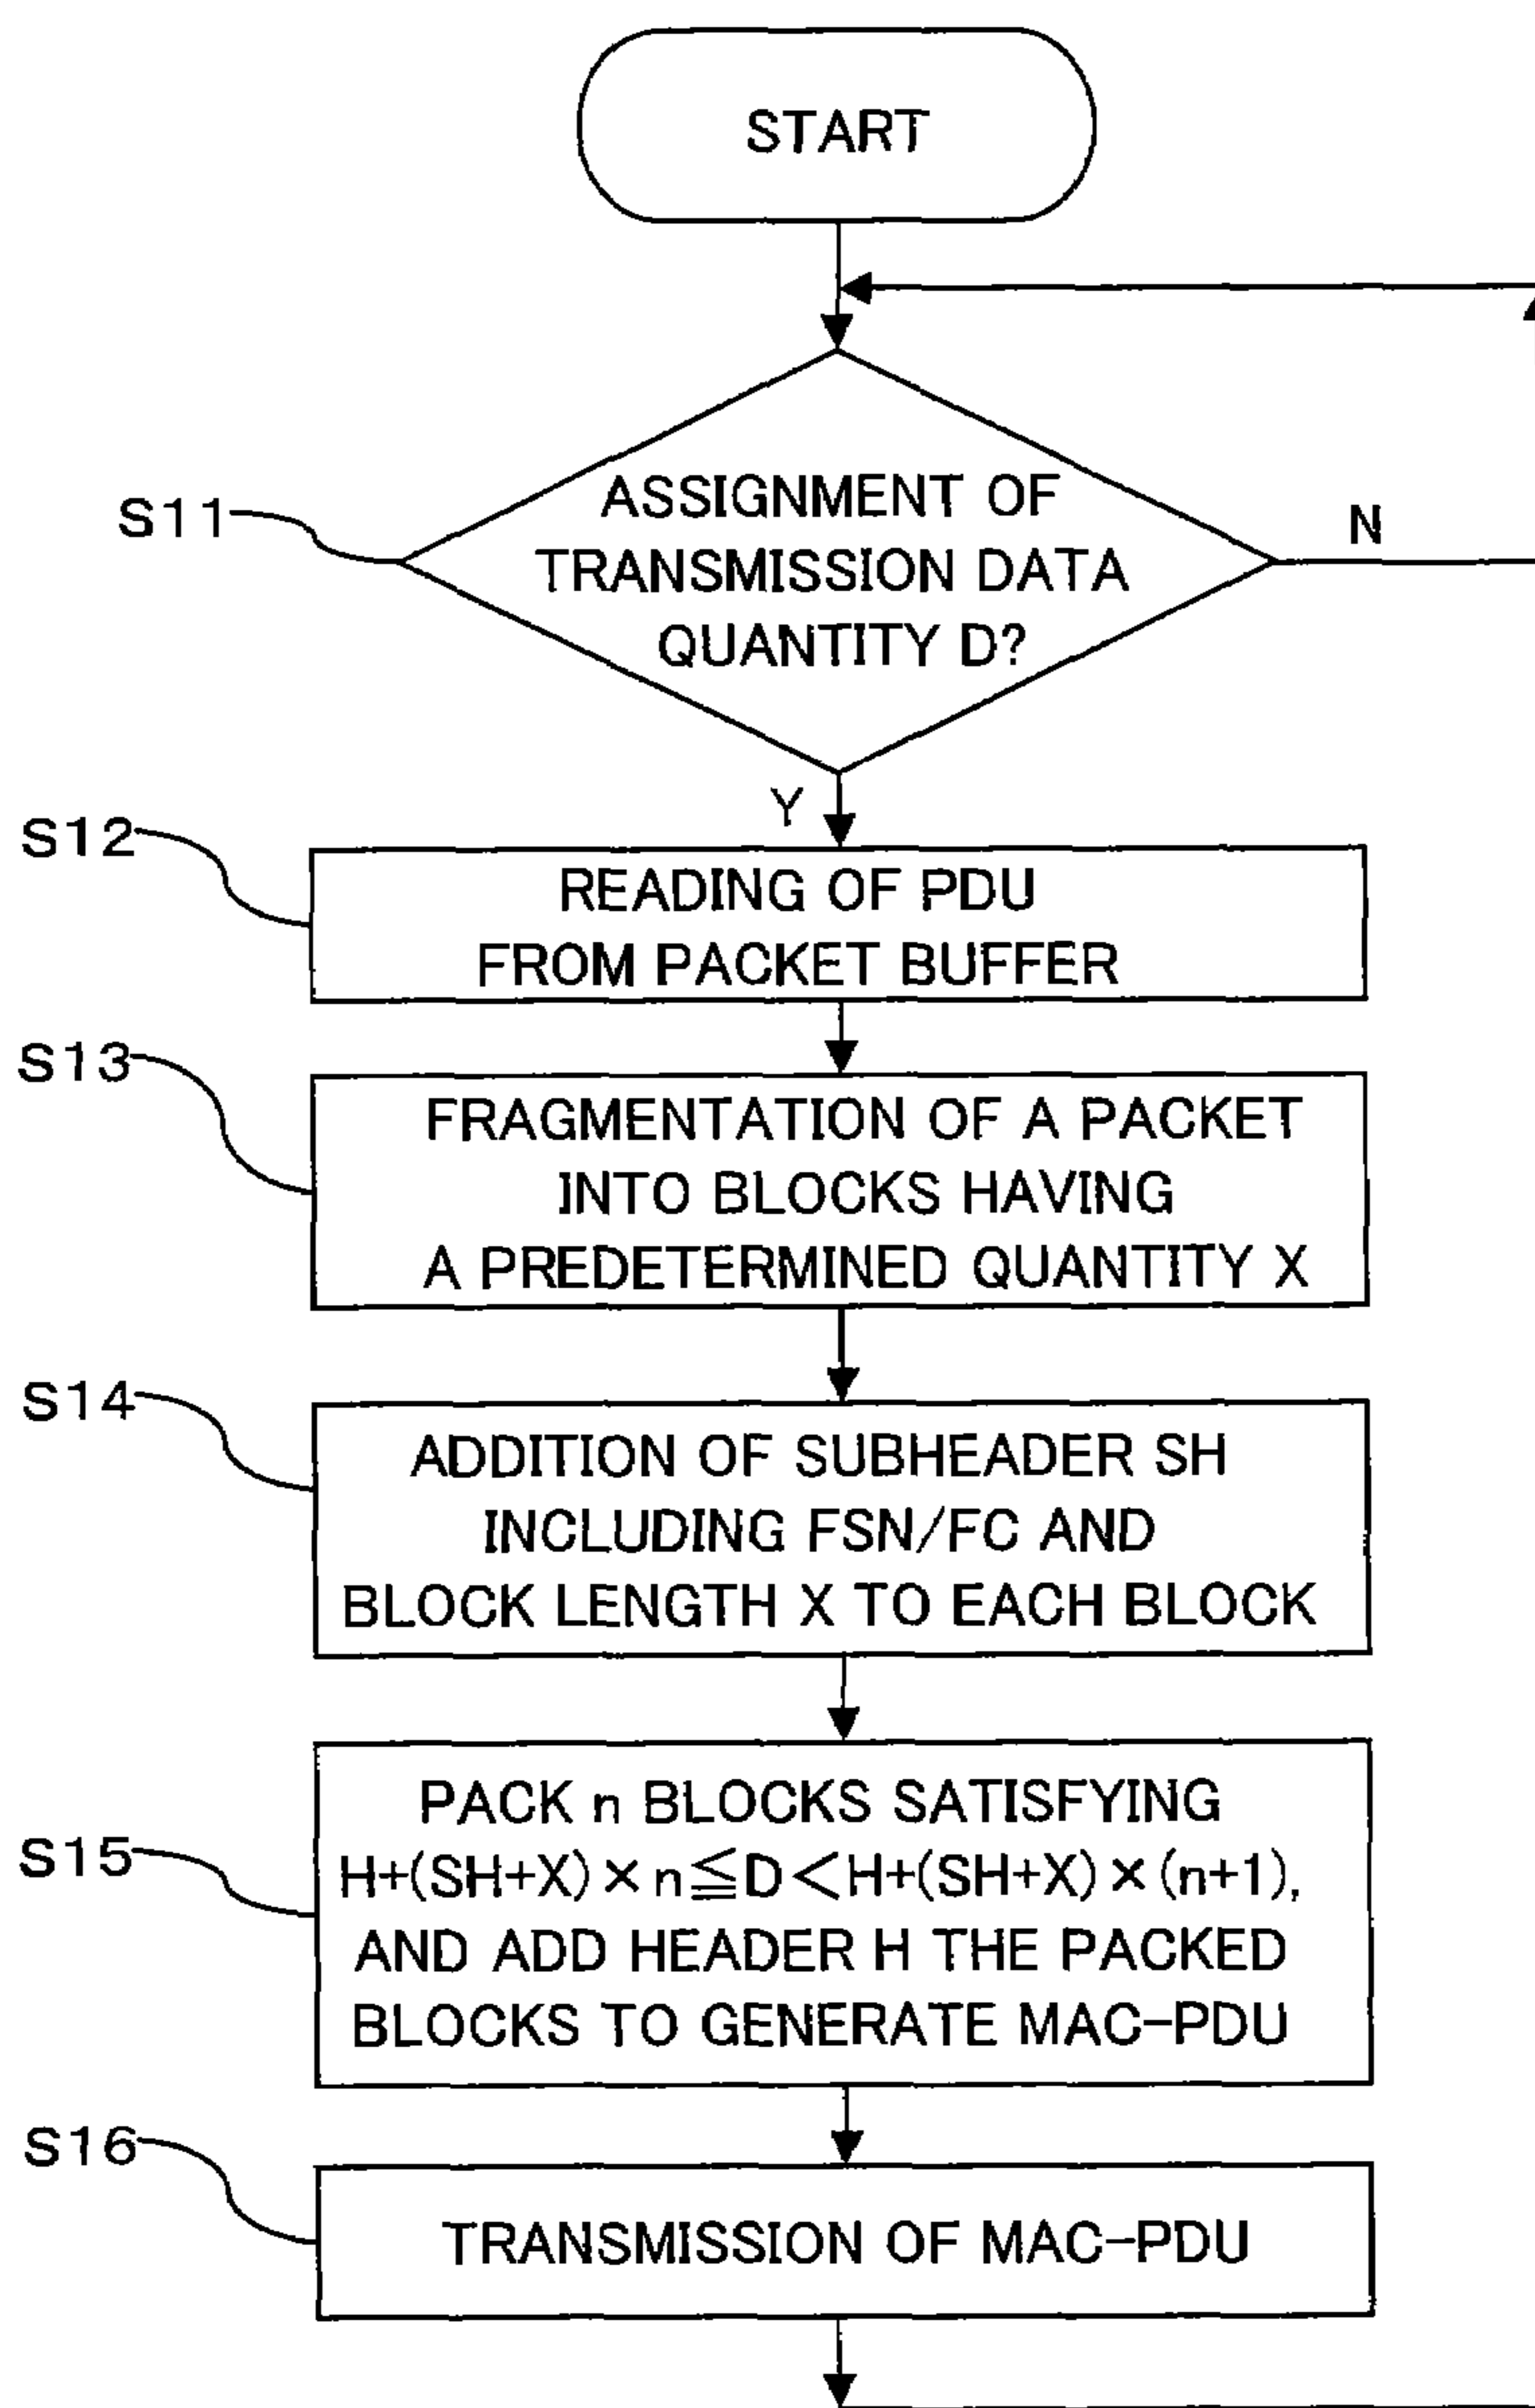 START
S11
ASSIGNMENT OF
TRANSMISSION DATA
QUANTITY D?
N
Y
S12
READING OF PDU
FROM PACKET BUFFER
S13
FRAGMENTATION OF A PACKET
INTO BLOCKS HAVING
A PREDETERMINED QUANTITY X
S14
ADDITION OF SUBHEADER SH
INCLUDING FSN/FC AND
BLOCK LENGTH X TO EACH BLOCK
S15
PACK n BLOCKS SATISFYING
H+(SH+X)×n≦D<H+(SH+X)×(n+1),
AND ADD HEADER H THE PACKED
BLOCKS TO GENERATE MAC-PDU
S16
TRANSMISSION OF MAC-PDU